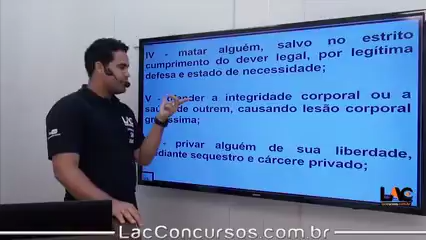 IV - matar alguém, salvo no estrito
cumprimento do dever legal, por legítima
defesa e estado de necessidade;
V - ofender a integridade corporal ou a
saúde de outrem, causando lesão corporal
gravíssima;
- privar alguém de sua liberdade,
mediante sequestro e cárcere privado;
LAC
LAC
LacConcursos.com.br